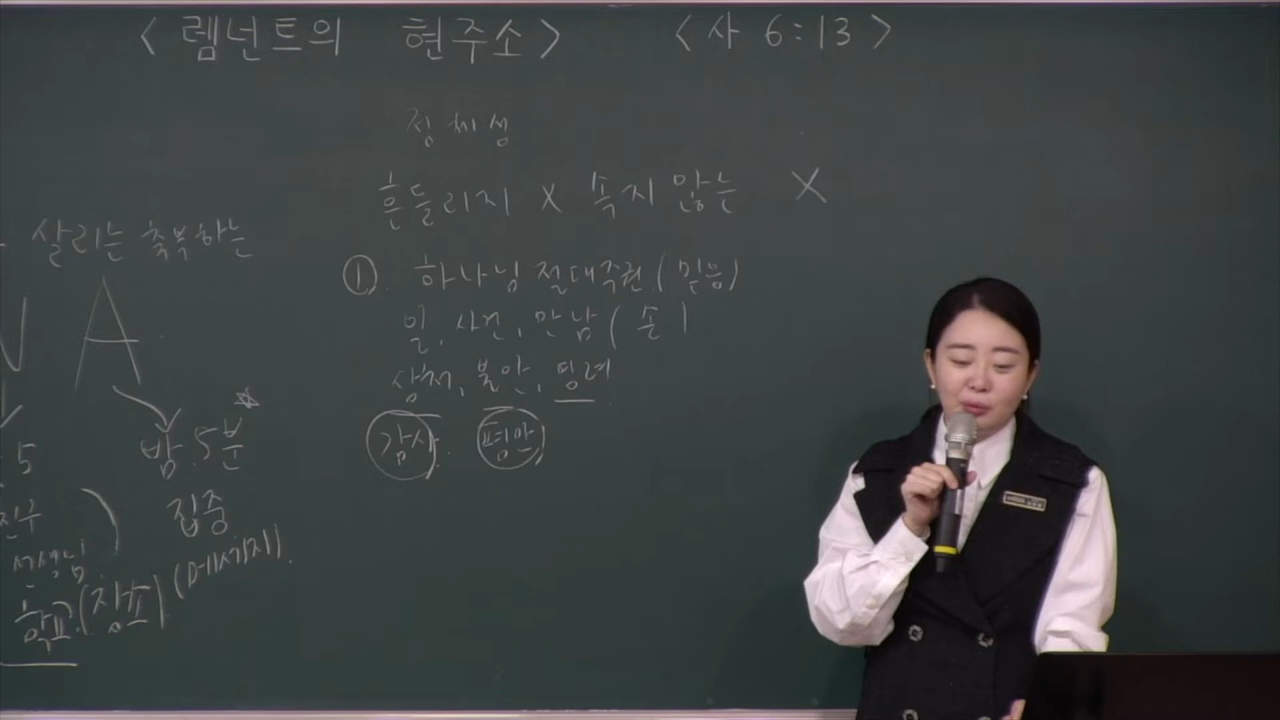 <렘넌트의 현주소> <사 6:13>
정체성
흔들리지 X 속지 않는 X
살리는 축복하는
① 하나님 절대주권 (믿음)
일, 사건, 만남 ( 손 )
상처, 불안, 염려
감사. 평안
A
밤 5분
5
집중
친구
선생님
학교 (장소) (메세지).